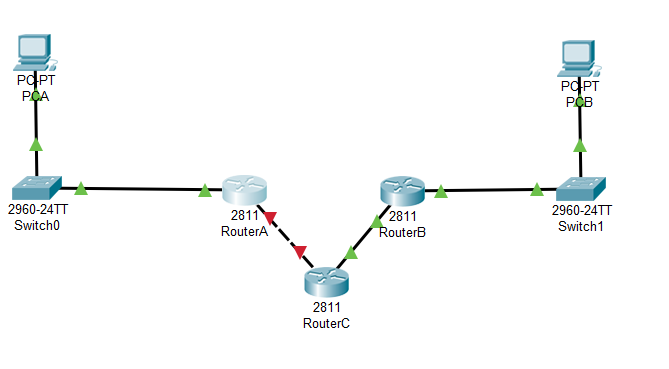 PC-PT
PCA
2960-24TT
Switch0
2811
RouterA
2811
RouterC
2811
RouterB
PC-PT
PCB
2960-24TT
Switch1